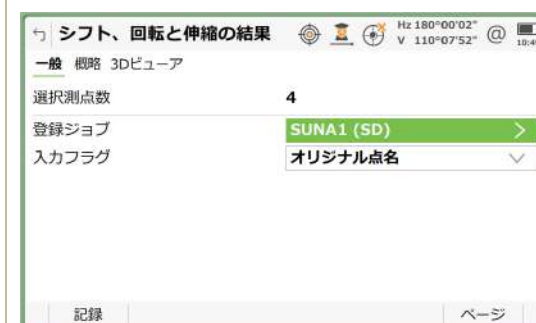 シフト、回転と伸縮の結果 Hz 180°00'02"
V 110°07'52" @
一般 概略 3Dビューア
選択測点数 4
登録ジョブ SUNA1 (SD)
入力フラグ オリジナル点名
記録 ページ